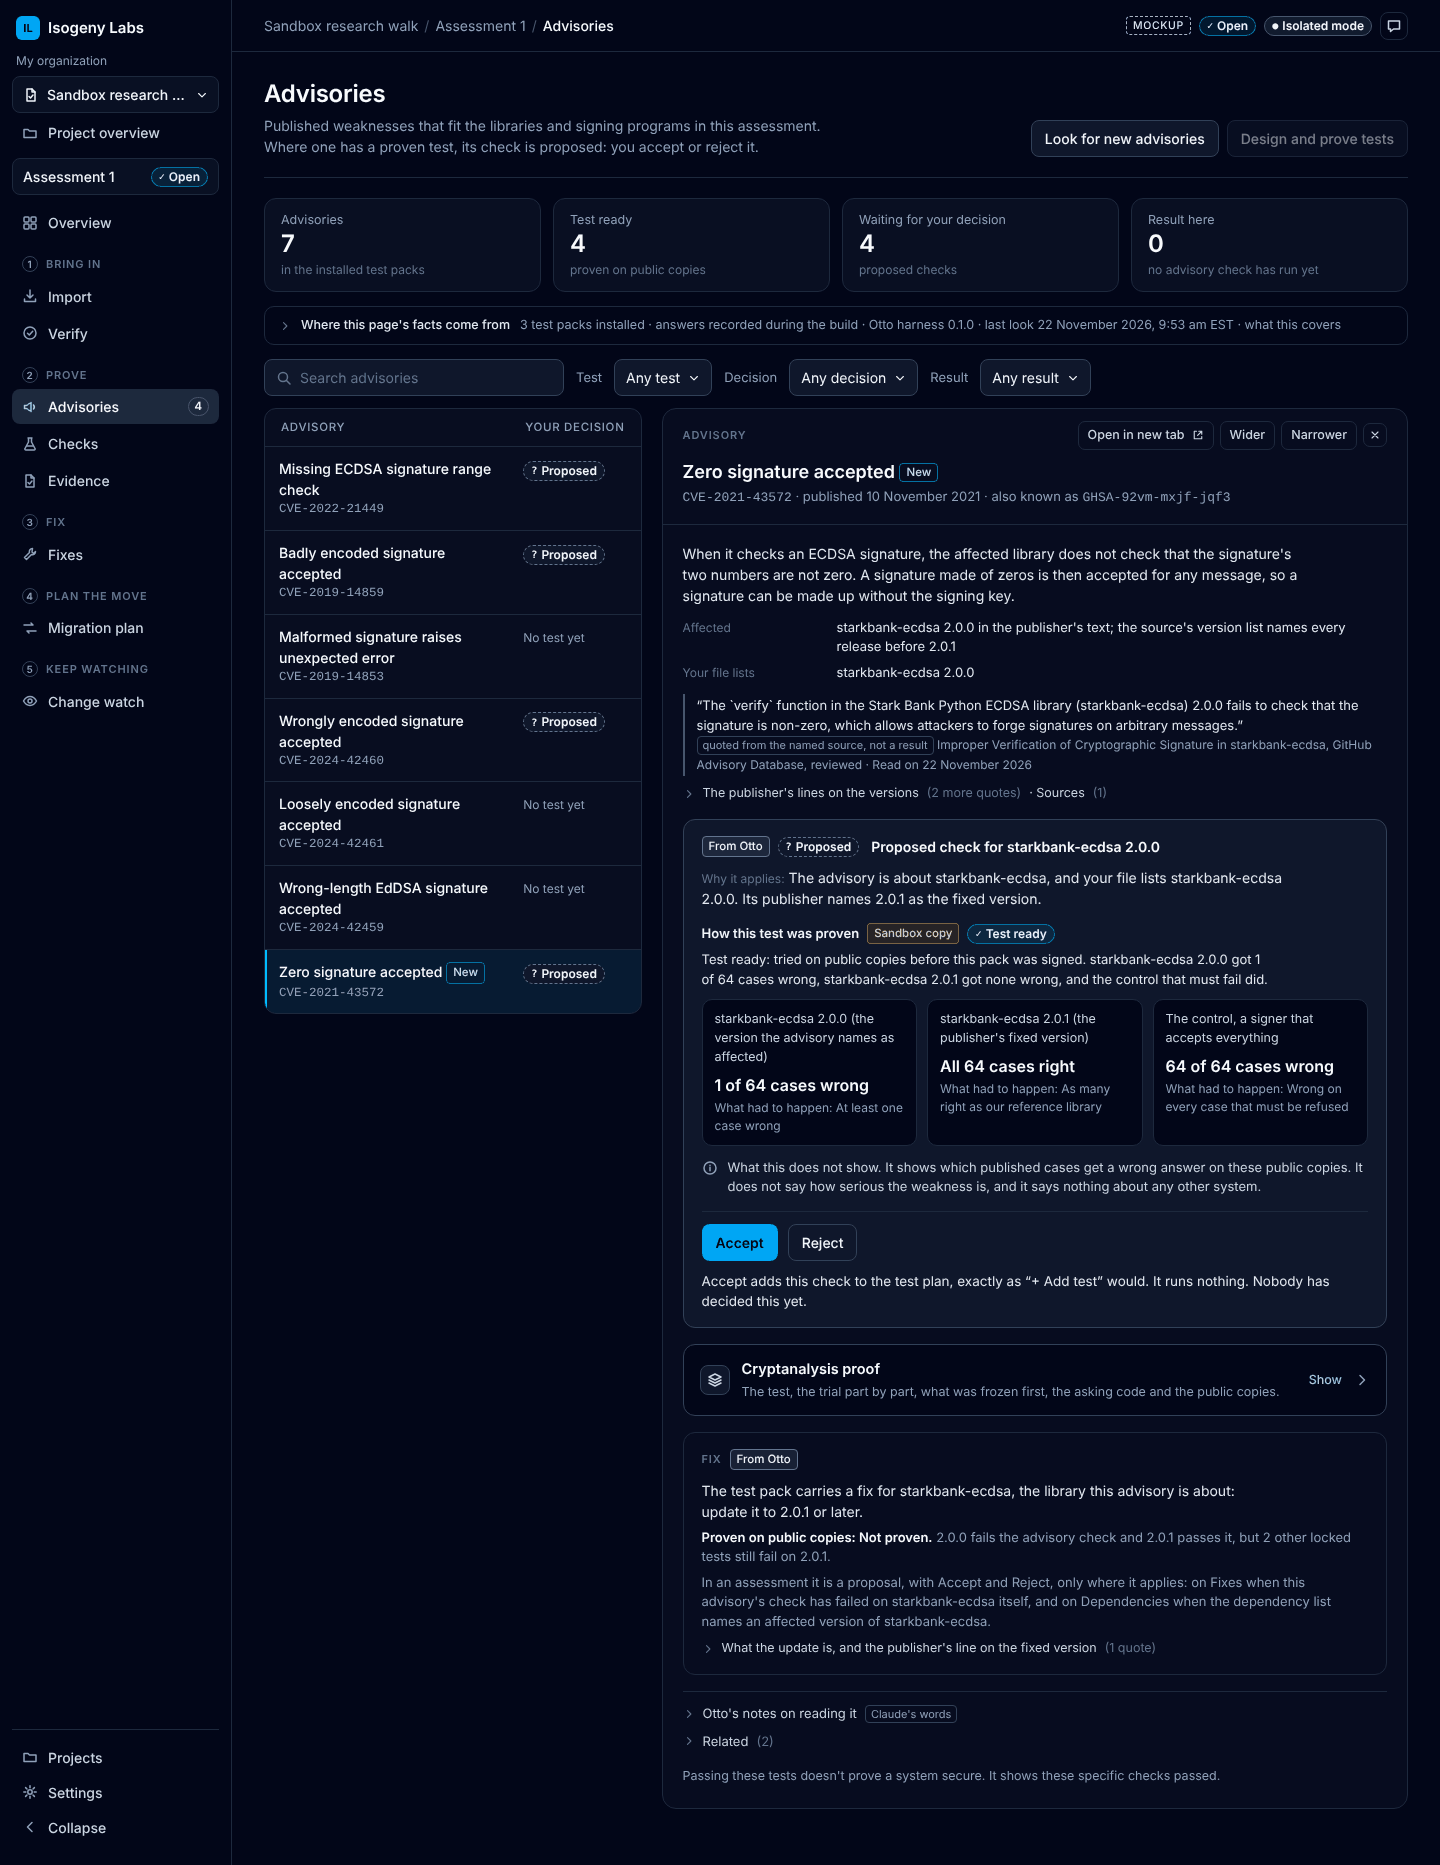 IL
Isogeny Labs
My organization
Sandbox research ...
Project overview
Assessment 1
✓ Open
Overview
1 BRING IN
Import
Verify
2 PROVE
Advisories
4
Checks
Evidence
3 FIX
Fixes
4 PLAN THE MOVE
Migration plan
5 KEEP WATCHING
Change watch
Projects
Settings
Collapse
Sandbox research walk / Assessment 1 / Advisories
MOCKUP
✓ Open
● Isolated mode
Advisories
Published weaknesses that fit the libraries and signing programs in this assessment.
Where one has a proven test, its check is proposed: you accept or reject it.
Look for new advisories
Design and prove tests
Advisories
7
in the installed test packs
Test ready
4
proven on public copies
Waiting for your decision
4
proposed checks
Result here
0
no advisory check has run yet
Where this page's facts come from 3 test packs installed · answers recorded during the build · Otto harness 0.1.0 · last look 22 November 2026, 9:53 am EST · what this covers
Search advisories
Test
Any test
Decision
Any decision
Result
Any result
ADVISORY
YOUR DECISION
Missing ECDSA signature range
check
CVE-2022-21449
? Proposed
Badly encoded signature
accepted
CVE-2019-14859
? Proposed
Malformed signature raises
unexpected error
CVE-2019-14853
No test yet
Wrongly encoded signature
accepted
CVE-2024-42460
? Proposed
Loosely encoded signature
accepted
CVE-2024-42461
No test yet
Wrong-length EdDSA signature
accepted
CVE-2024-42459
No test yet
Zero signature accepted New
CVE-2021-43572
? Proposed
ADVISORY
Open in new tab
Wider
Narrower
Zero signature accepted New
CVE-2021-43572 · published 10 November 2021 · also known as GHSA-92vm-mxjf-jqf3
When it checks an ECDSA signature, the affected library does not check that the signature's
two numbers are not zero. A signature made of zeros is then accepted for any message, so a
signature can be made up without the signing key.
Affected
starkbank-ecdsa 2.0.0 in the publisher's text; the source's version list names every
release before 2.0.1
Your file lists
starkbank-ecdsa 2.0.0
“The `verify` function in the Stark Bank Python ECDSA library (starkbank-ecdsa) 2.0.0 fails to check that the
signature is non-zero, which allows attackers to forge signatures on arbitrary messages.”
quoted from the named source, not a result Improper Verification of Cryptographic Signature in starkbank-ecdsa, GitHub
Advisory Database, reviewed · Read on 22 November 2026
The publisher's lines on the versions (2 more quotes) · Sources (1)
From Otto
? Proposed
Proposed check for starkbank-ecdsa 2.0.0
Why it applies: The advisory is about starkbank-ecdsa, and your file lists starkbank-ecdsa
2.0.0. Its publisher names 2.0.1 as the fixed version.
How this test was proven
Sandbox copy
✓ Test ready
Test ready: tried on public copies before this pack was signed. starkbank-ecdsa 2.0.0 got 1
of 64 cases wrong, starkbank-ecdsa 2.0.1 got none wrong, and the control that must fail did.
starkbank-ecdsa 2.0.0 (the
version the advisory names as
affected)
1 of 64 cases wrong
What had to happen: At least one
case wrong
starkbank-ecdsa 2.0.1 (the
publisher's fixed version)
All 64 cases right
What had to happen: As many
right as our reference library
The control, a signer that
accepts everything
64 of 64 cases wrong
What had to happen: Wrong on
every case that must be refused
What this does not show. It shows which published cases get a wrong answer on these public copies. It
does not say how serious the weakness is, and it says nothing about any other system.
Accept
Reject
Accept adds this check to the test plan, exactly as “+ Add test” would. It runs nothing. Nobody has
decided this yet.
Cryptanalysis proof
The test, the trial part by part, what was frozen first, the asking code and the public copies.
Show
FIX
From Otto
The test pack carries a fix for starkbank-ecdsa, the library this advisory is about:
update it to 2.0.1 or later.
Proven on public copies: Not proven. 2.0.0 fails the advisory check and 2.0.1 passes it, but 2 other locked
tests still fail on 2.0.1.
In an assessment it is a proposal, with Accept and Reject, only where it applies: on Fixes when this
advisory's check has failed on starkbank-ecdsa itself, and on Dependencies when the dependency list
names an affected version of starkbank-ecdsa.
What the update is, and the publisher's line on the fixed version (1 quote)
Otto's notes on reading it Claude's words
Related (2)
Passing these tests doesn't prove a system secure. It shows these specific checks passed.